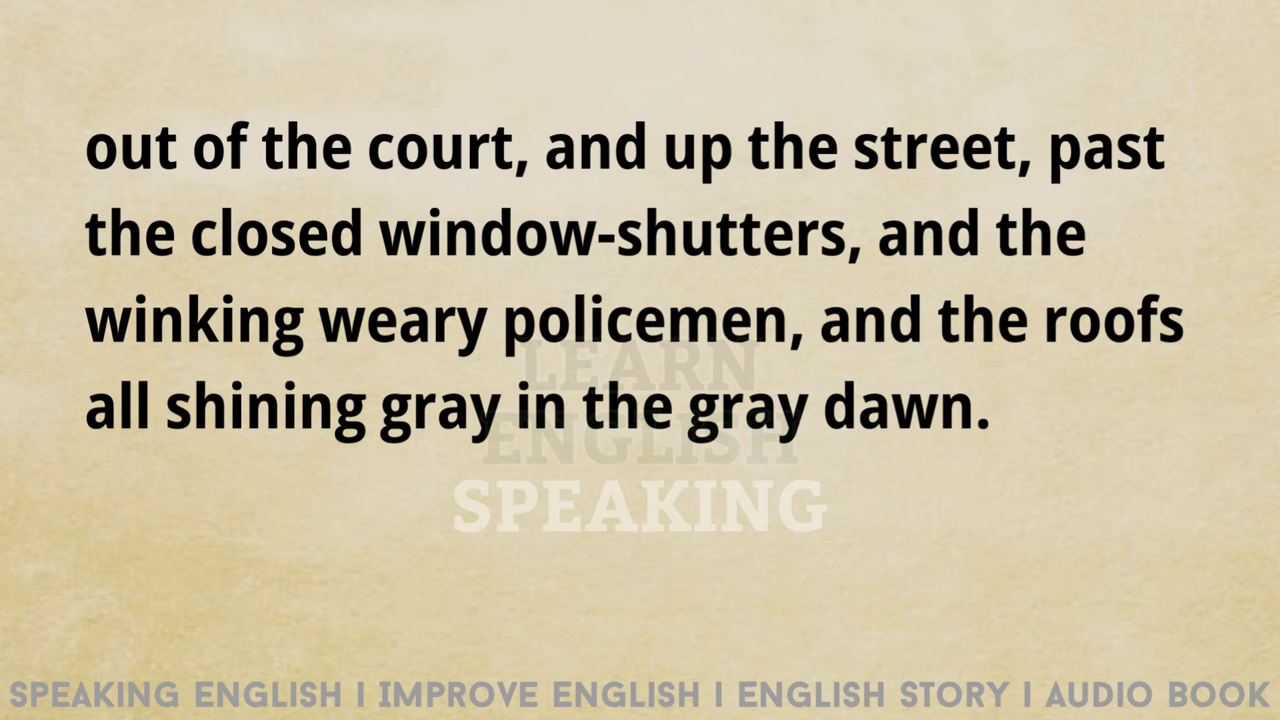 out of the court, and up the street, past
the closed window-shutters, and the
winking weary policemen, and the roofs
all shining gray in the gray dawn.
LEARN
ENGLISH
SPEAKING
SPEAKING ENGLISH | IMPROVE ENGLISH | ENGLISH STORY | AUDIO BOOK